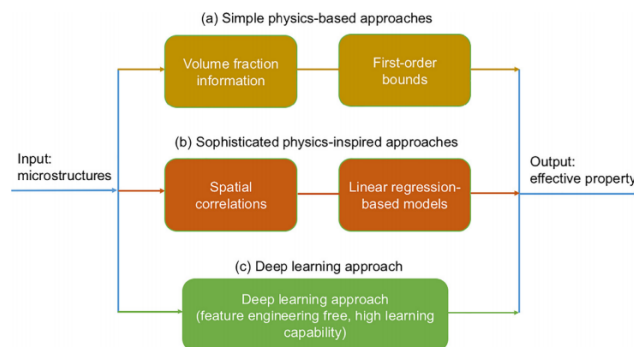 (a) Simple physics-based approaches
Volume fraction
information
First-order
bounds
(b) Sophisticated physics-inspired approaches
Input:
microstructures
Spatial
correlations
Linear regression-
based models
Output:
effective property
(c) Deep learning approach
Deep learning approach
(feature engineering free, high learning
capability)